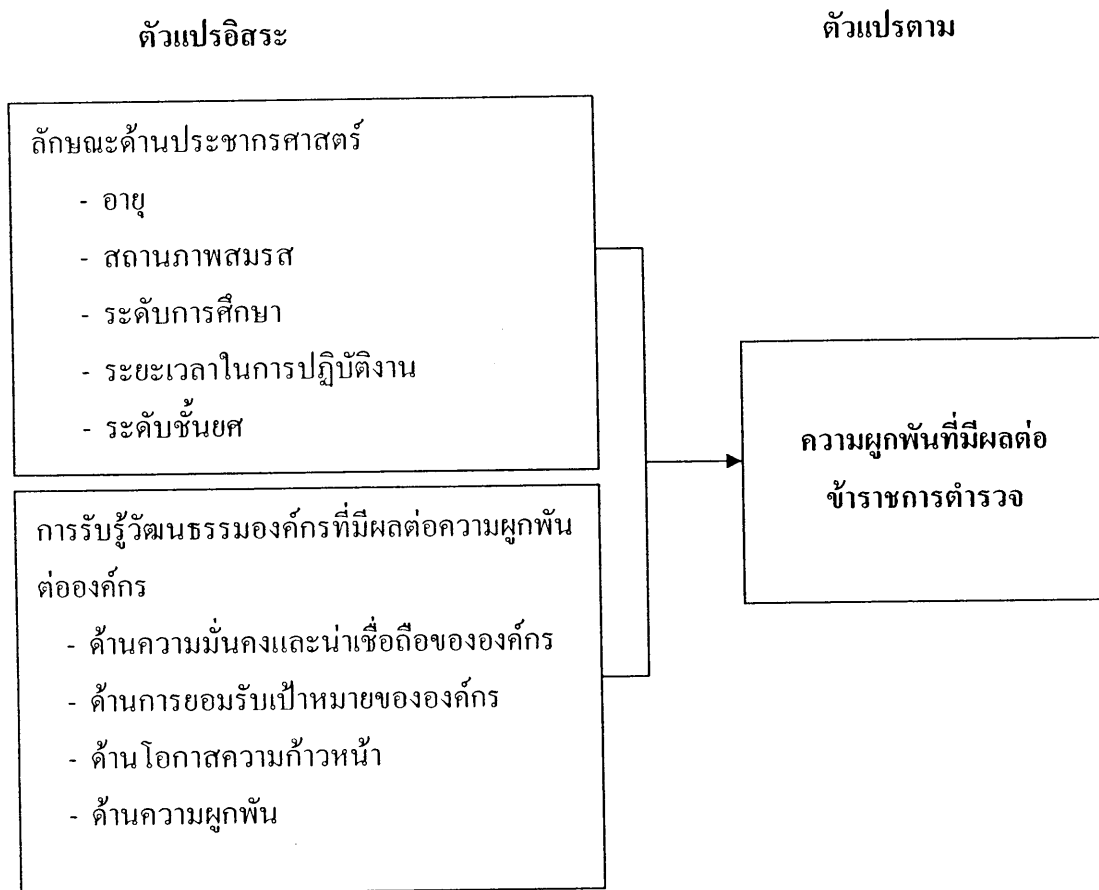 ตัวแปรอิสระ
ตัวแปรตาม
ลักษณะด้านประชากรศาสตร์
- อายุ
- สถานภาพสมรส
- ระดับการศึกษา
- ระยะเวลาในการปฏิบัติงาน
- ระดับชั้นยศ
การรับรู้วัฒนธรรมองค์กรที่มีผลต่อความผูกพัน
ต่อองค์กร
- ด้านความมั่นคงและน่าเชื่อถือขององค์กร
- ด้านการยอมรับเป้าหมายขององค์กร
- ด้านโอกาสความก้าวหน้า
- ด้านความผูกพัน
ความผูกพันที่มีผลต่อ
ข้าราชการตำรวจ